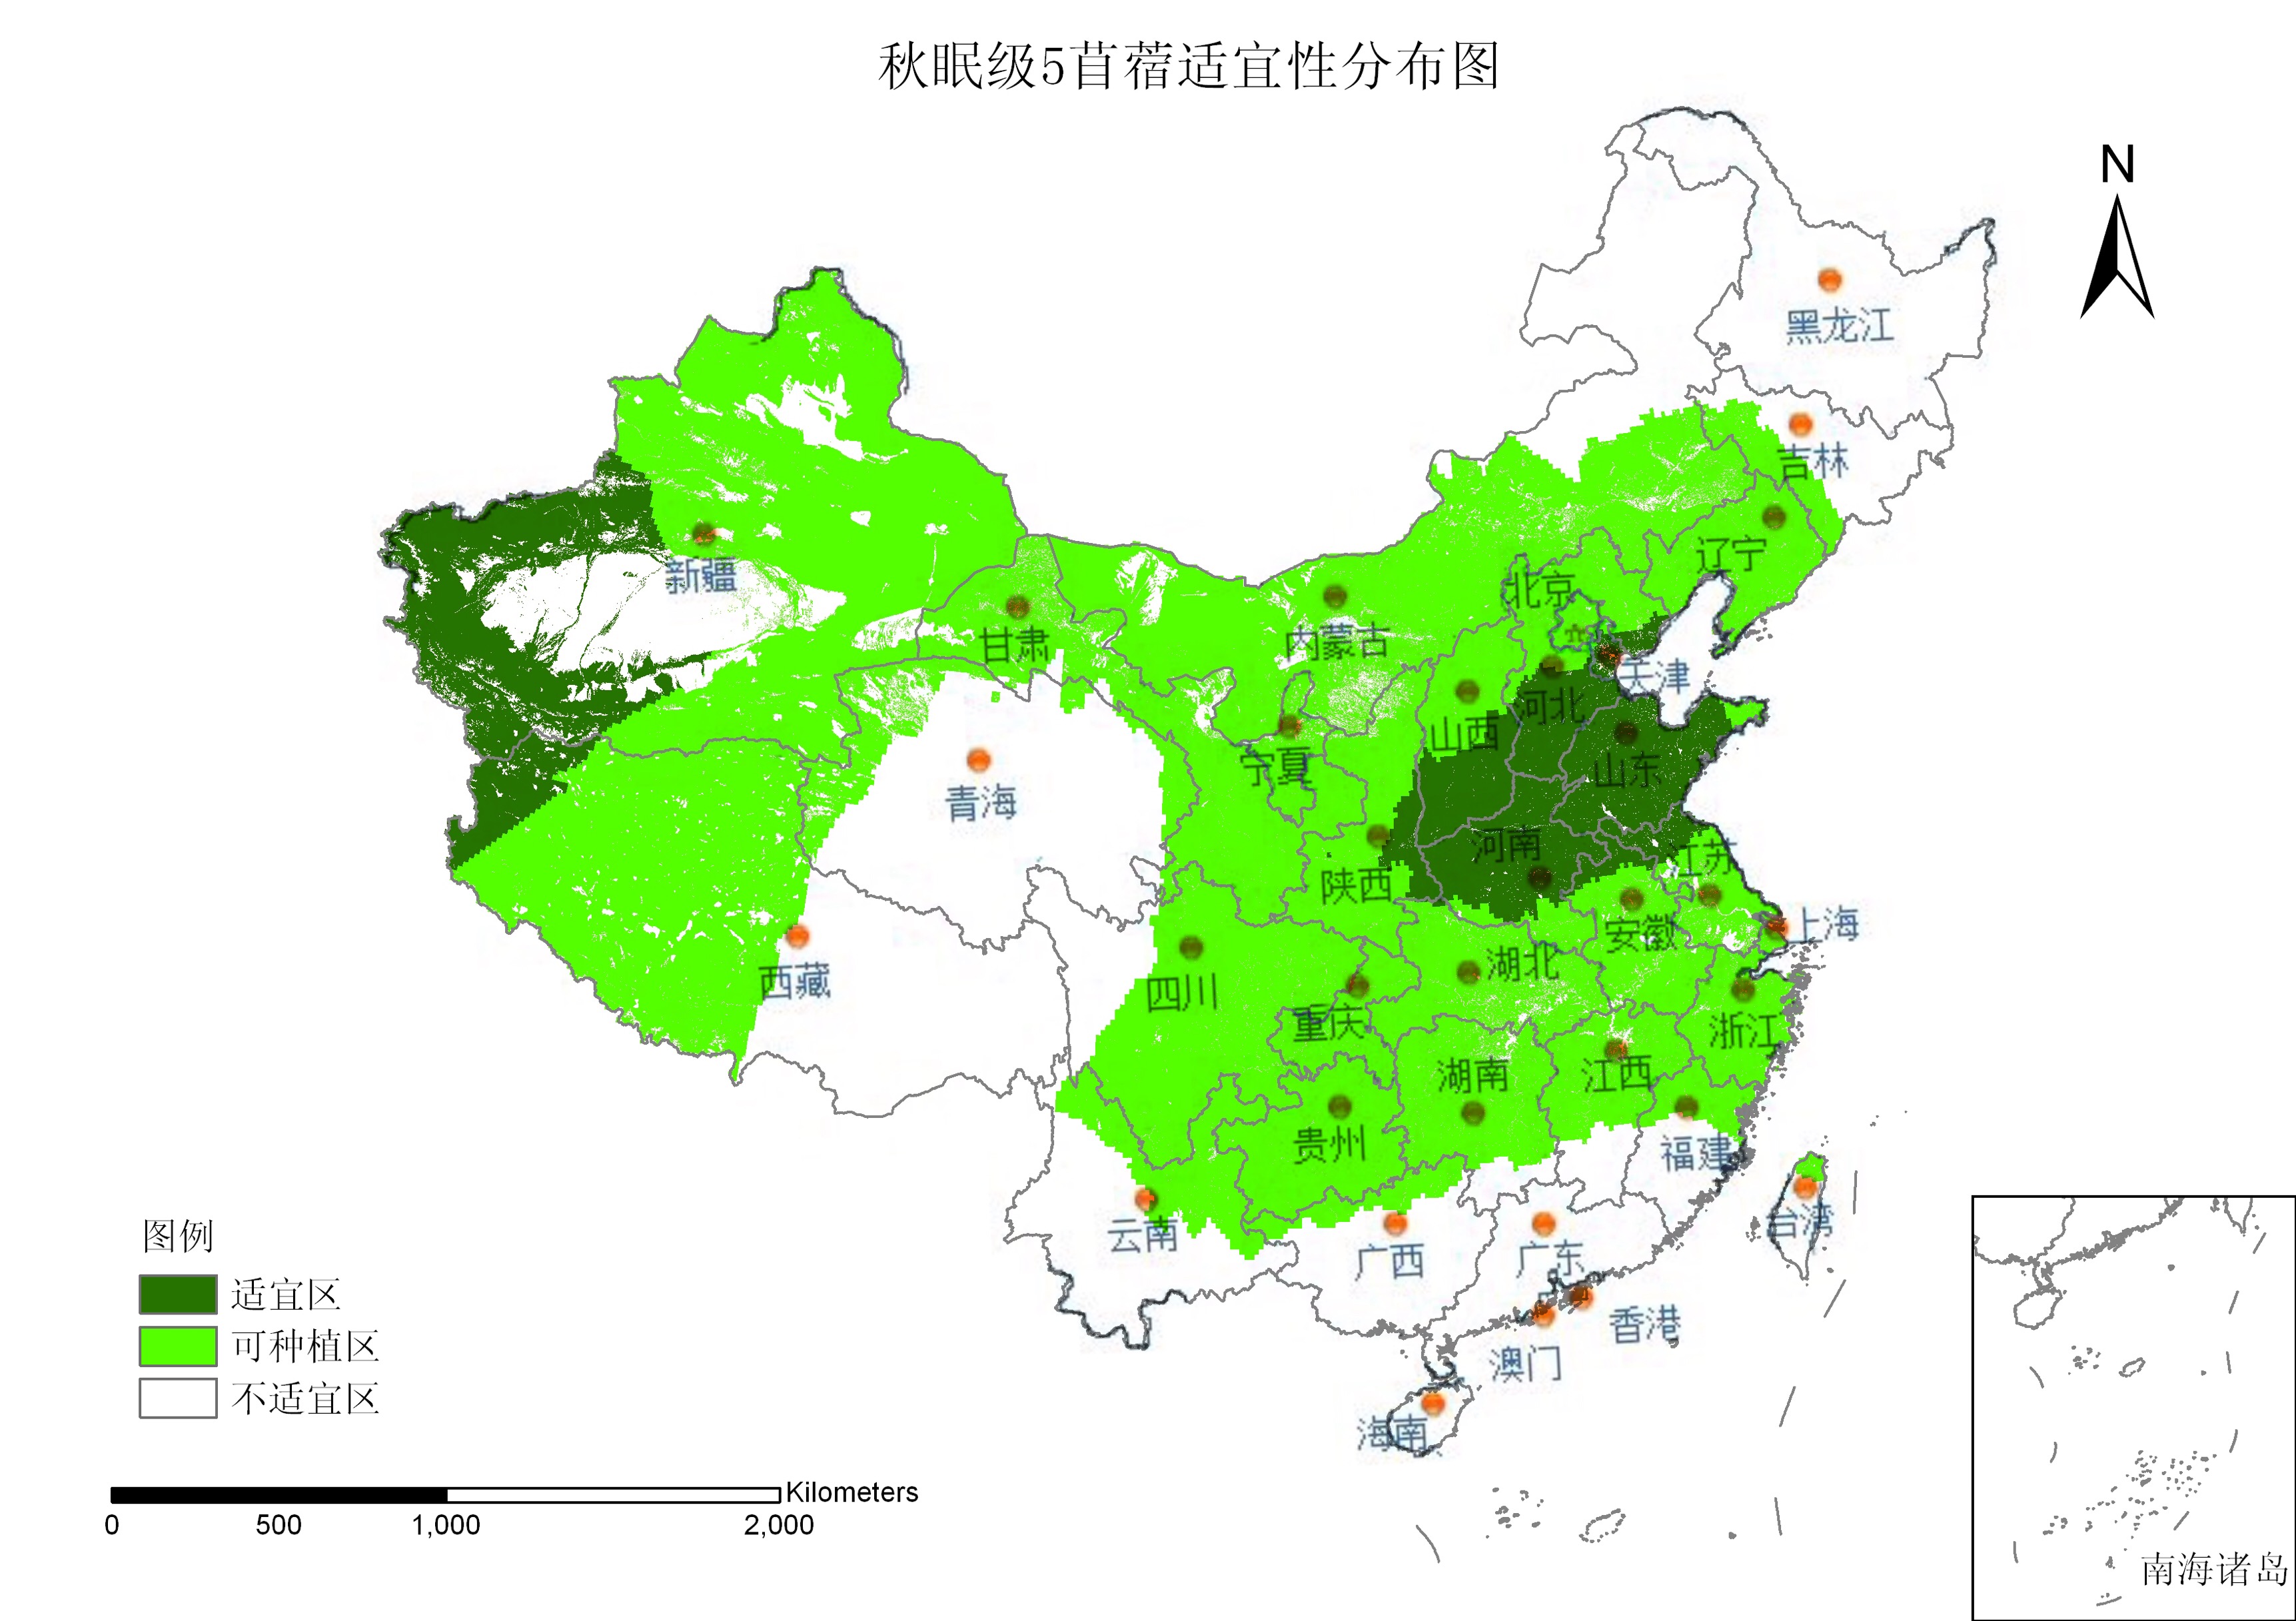 秋眠级5苜蓿适宜性分布图
N
黑龙江
吉林
辽宁
新疆
北京
甘肃
内蒙古
天津
河北
山西
宁夏
山东
青海
河南
江苏
陕西
上海
安徽
湖北
西藏
四川
重庆
浙江
湖南
江西
贵州
福建
台湾
云南
广西
广东
香港
澳门
海南
图例
适宜区
可种植区
不适宜区
Kilometers
0 500 1,000 2,000
南海诸岛